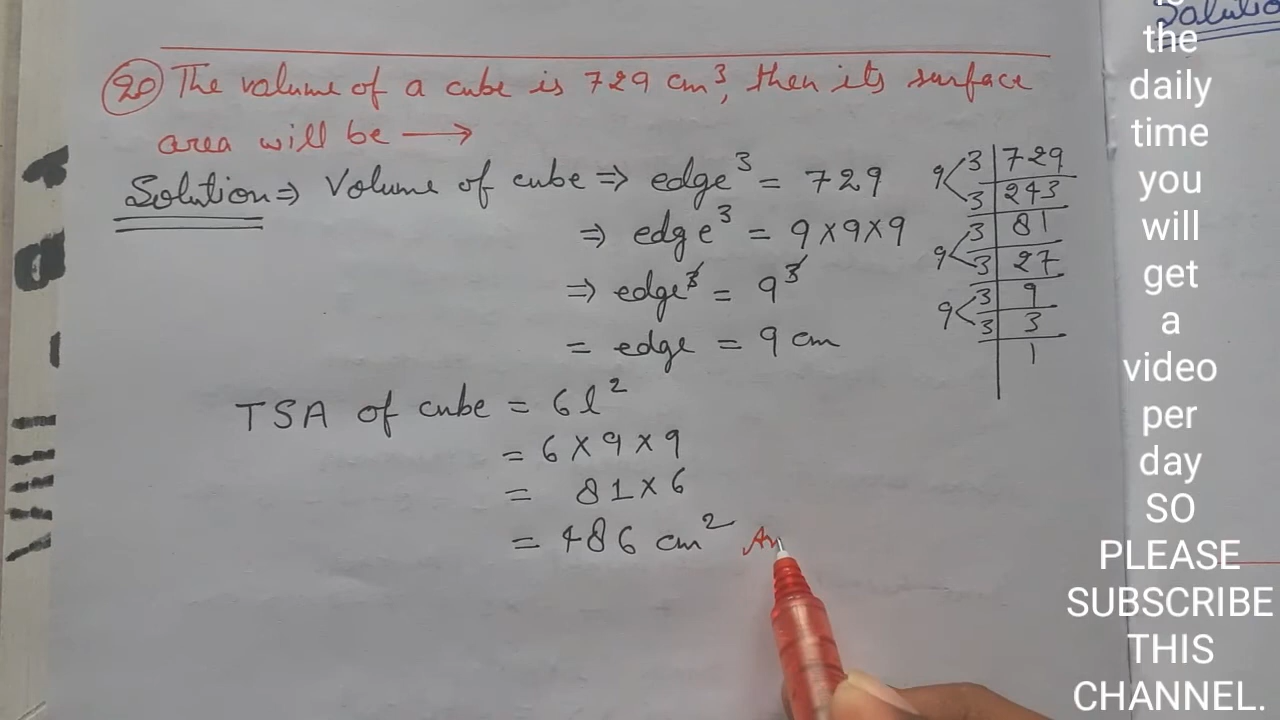 20 The volume of a cube is 729 cm³, then its surface
area will be →
Solution ⇒ Volume of cube ⇒ edge³ = 729
⇒ edge³ = 9×9×9
⇒ edge³ = 9³
= edge = 9 cm
TSA of cube = 6l²
= 6×9×9
= 81×6
= 486 cm²
9 < 3 | 729
3 | 243
9 < 3 | 81
3 | 27
9 < 3 | 9
3 | 3
1
Solutio
the
daily
time
you
will
get
a
video
per
day
SO
PLEASE
SUBSCRIBE
THIS
CHANNEL.